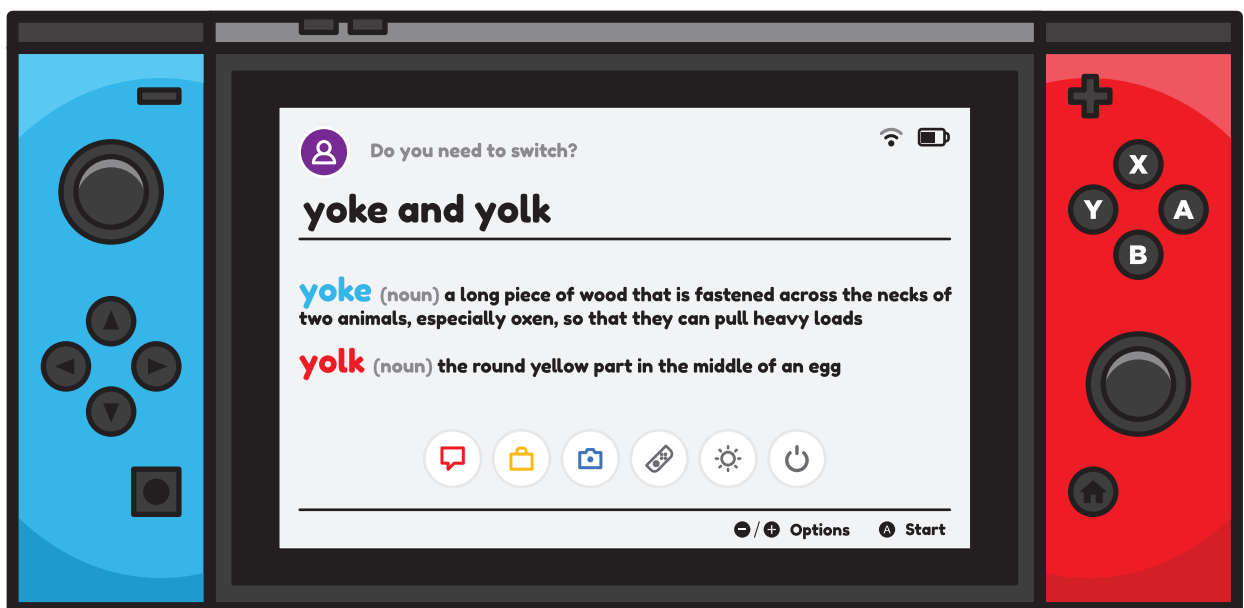 Do you need to switch?
yoke and yolk
yoke (noun) a long piece of wood that is fastened across the necks of
two animals, especially oxen, so that they can pull heavy loads
yolk (noun) the round yellow part in the middle of an egg
/ Options A Start
X
Y A
B